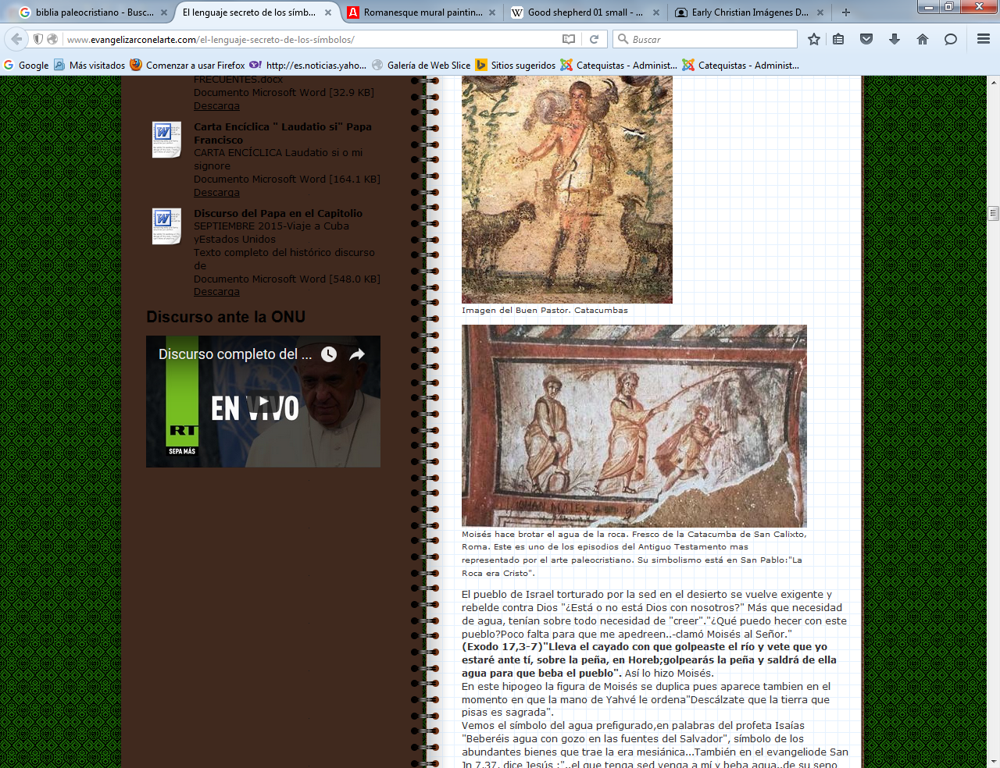 biblia paleocristiano - Busc...
El lenguaje secreto de los símb...
Romanesque mural paintin...
Good shepherd 01 small - ...
Early Christian Imágenes D...
www.evangelizarconelarte.com/el-lenguaje-secreto-de-los-símbolos/
Buscar
Google
Más visitados
Comenzar a usar Firefox
http://es.noticias.yaho...
Galería de Web Slice
Sitios sugeridos
Catequistas - Administ...
Catequistas - Administ...
FRECUENTES.docx
Documento Microsoft Word [32.9 KB]
Descarga
Carta Encíclica " Laudatio si" Papa
Francisco
CARTA ENCÍCLICA Laudatio si o mi
signore
Documento Microsoft Word [164.1 KB]
Descarga
Discurso del Papa en el Capitolio
SEPTIEMBRE 2015-Viaje a Cuba
yEstados Unidos
Texto completo del histórico discurso
de
Documento Microsoft Word [548.0 KB]
Descarga
Discurso ante la ONU
Discurso completo del ...
EN VIVO
RT
SEPA MÁS
Imagen del Buen Pastor. Catacumbas
Moisés hace brotar el agua de la roca. Fresco de la Catacumba de San Calixto,
Roma. Este es uno de los episodios del Antiguo Testamento mas
representado por el arte paleocristiano. Su simbolismo está en San Pablo:"La
Roca era Cristo".
El pueblo de Israel torturado por la sed en el desierto se vuelve exigente y
rebelde contra Dios "¿Está o no está Dios con nosotros?" Más que necesidad
de agua, tenían sobre todo necesidad de "creer"."¿Qué puedo hecer con este
pueblo?Poco falta para que me apedreen..-clamó Moisés al Señor."
(Exodo 17,3-7)"Lleva el cayado con que golpeaste el río y vete que yo
estaré ante tí, sobre la peña, en Horeb;golpearás la peña y saldrá de ella
agua para que beba el pueblo". Así lo hizo Moisés.
En este hipogeo la figura de Moisés se duplica pues aparece tambien en el
momento en que la mano de Yahvé le ordena"Descálzate que la tierra que
pisas es sagrada".
Vemos el símbolo del agua prefigurado,en palabras del profeta Isaías
"Beberéis agua con gozo en las fuentes del Salvador", símbolo de los
abundantes bienes que trae la era mesiánica...También en el evangeliode San
Jn 7,37, dice Jesús :"..el que tenga sed venga a mí y beba agua..de su seno